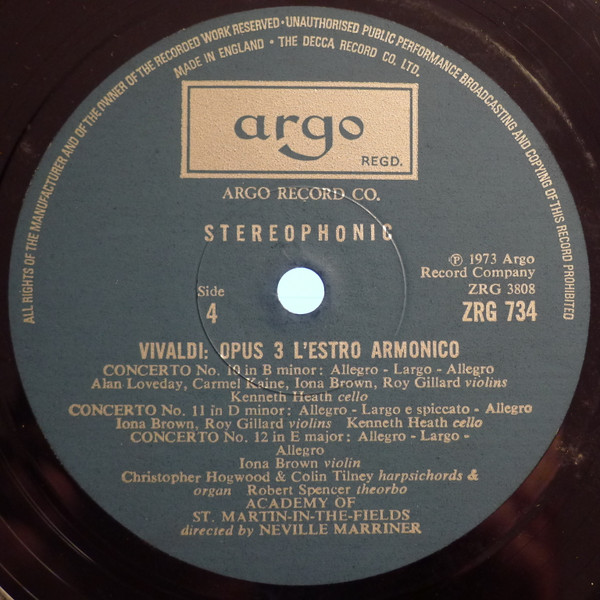 ALL RIGHTS OF THE MANUFACTURER AND OF THE OWNER OF THE RECORDED WORK RESERVED · UNAUTHORISED PUBLIC PERFORMANCE BROADCASTING AND COPYING OF THIS RECORD PROHIBITED
MADE IN ENGLAND · THE DECCA RECORD CO. LTD.
argo
REGD.
ARGO RECORD CO.
STEREOPHONIC
℗ 1973 Argo
Record Company
ZRG 3808
ZRG 734
Side
4
VIVALDI: OPUS 3 L'ESTRO ARMONICO
CONCERTO No. 10 in B minor: Allegro - Largo - Allegro
Alan Loveday, Carmel Kaine, Iona Brown, Roy Gillard violins
Kenneth Heath cello
CONCERTO No. 11 in D minor: Allegro - Largo e spiccato - Allegro
Iona Brown, Roy Gillard violins Kenneth Heath cello
CONCERTO No. 12 in E major: Allegro - Largo -
Allegro
Iona Brown violin
Christopher Hogwood & Colin Tilney harpsichords &
organ Robert Spencer theorbo
ACADEMY OF
ST. MARTIN-IN-THE-FIELDS
directed by NEVILLE MARRINER